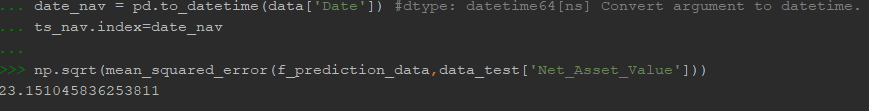 ... date_nav = pd.to_datetime(data['Date']) #dtype: datetime64[ns] Convert argument to datetime.
... ts_nav.index=date_nav
...
>>> np.sqrt(mean_squared_error(f_prediction_data,data_test['Net_Asset_Value']))
23.151045836253811